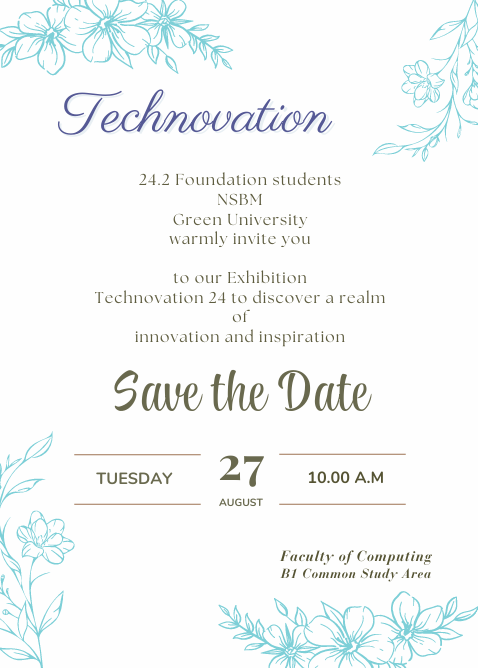 Technovation
24.2 Foundation students
NSBM
Green University
warmly invite you
to our Exhibition
Technovation 24 to discover a realm
of
innovation and inspiration
Save the Date
TUESDAY
27
AUGUST
10.00 A.M
Faculty of Computing
B1 Common Study Area